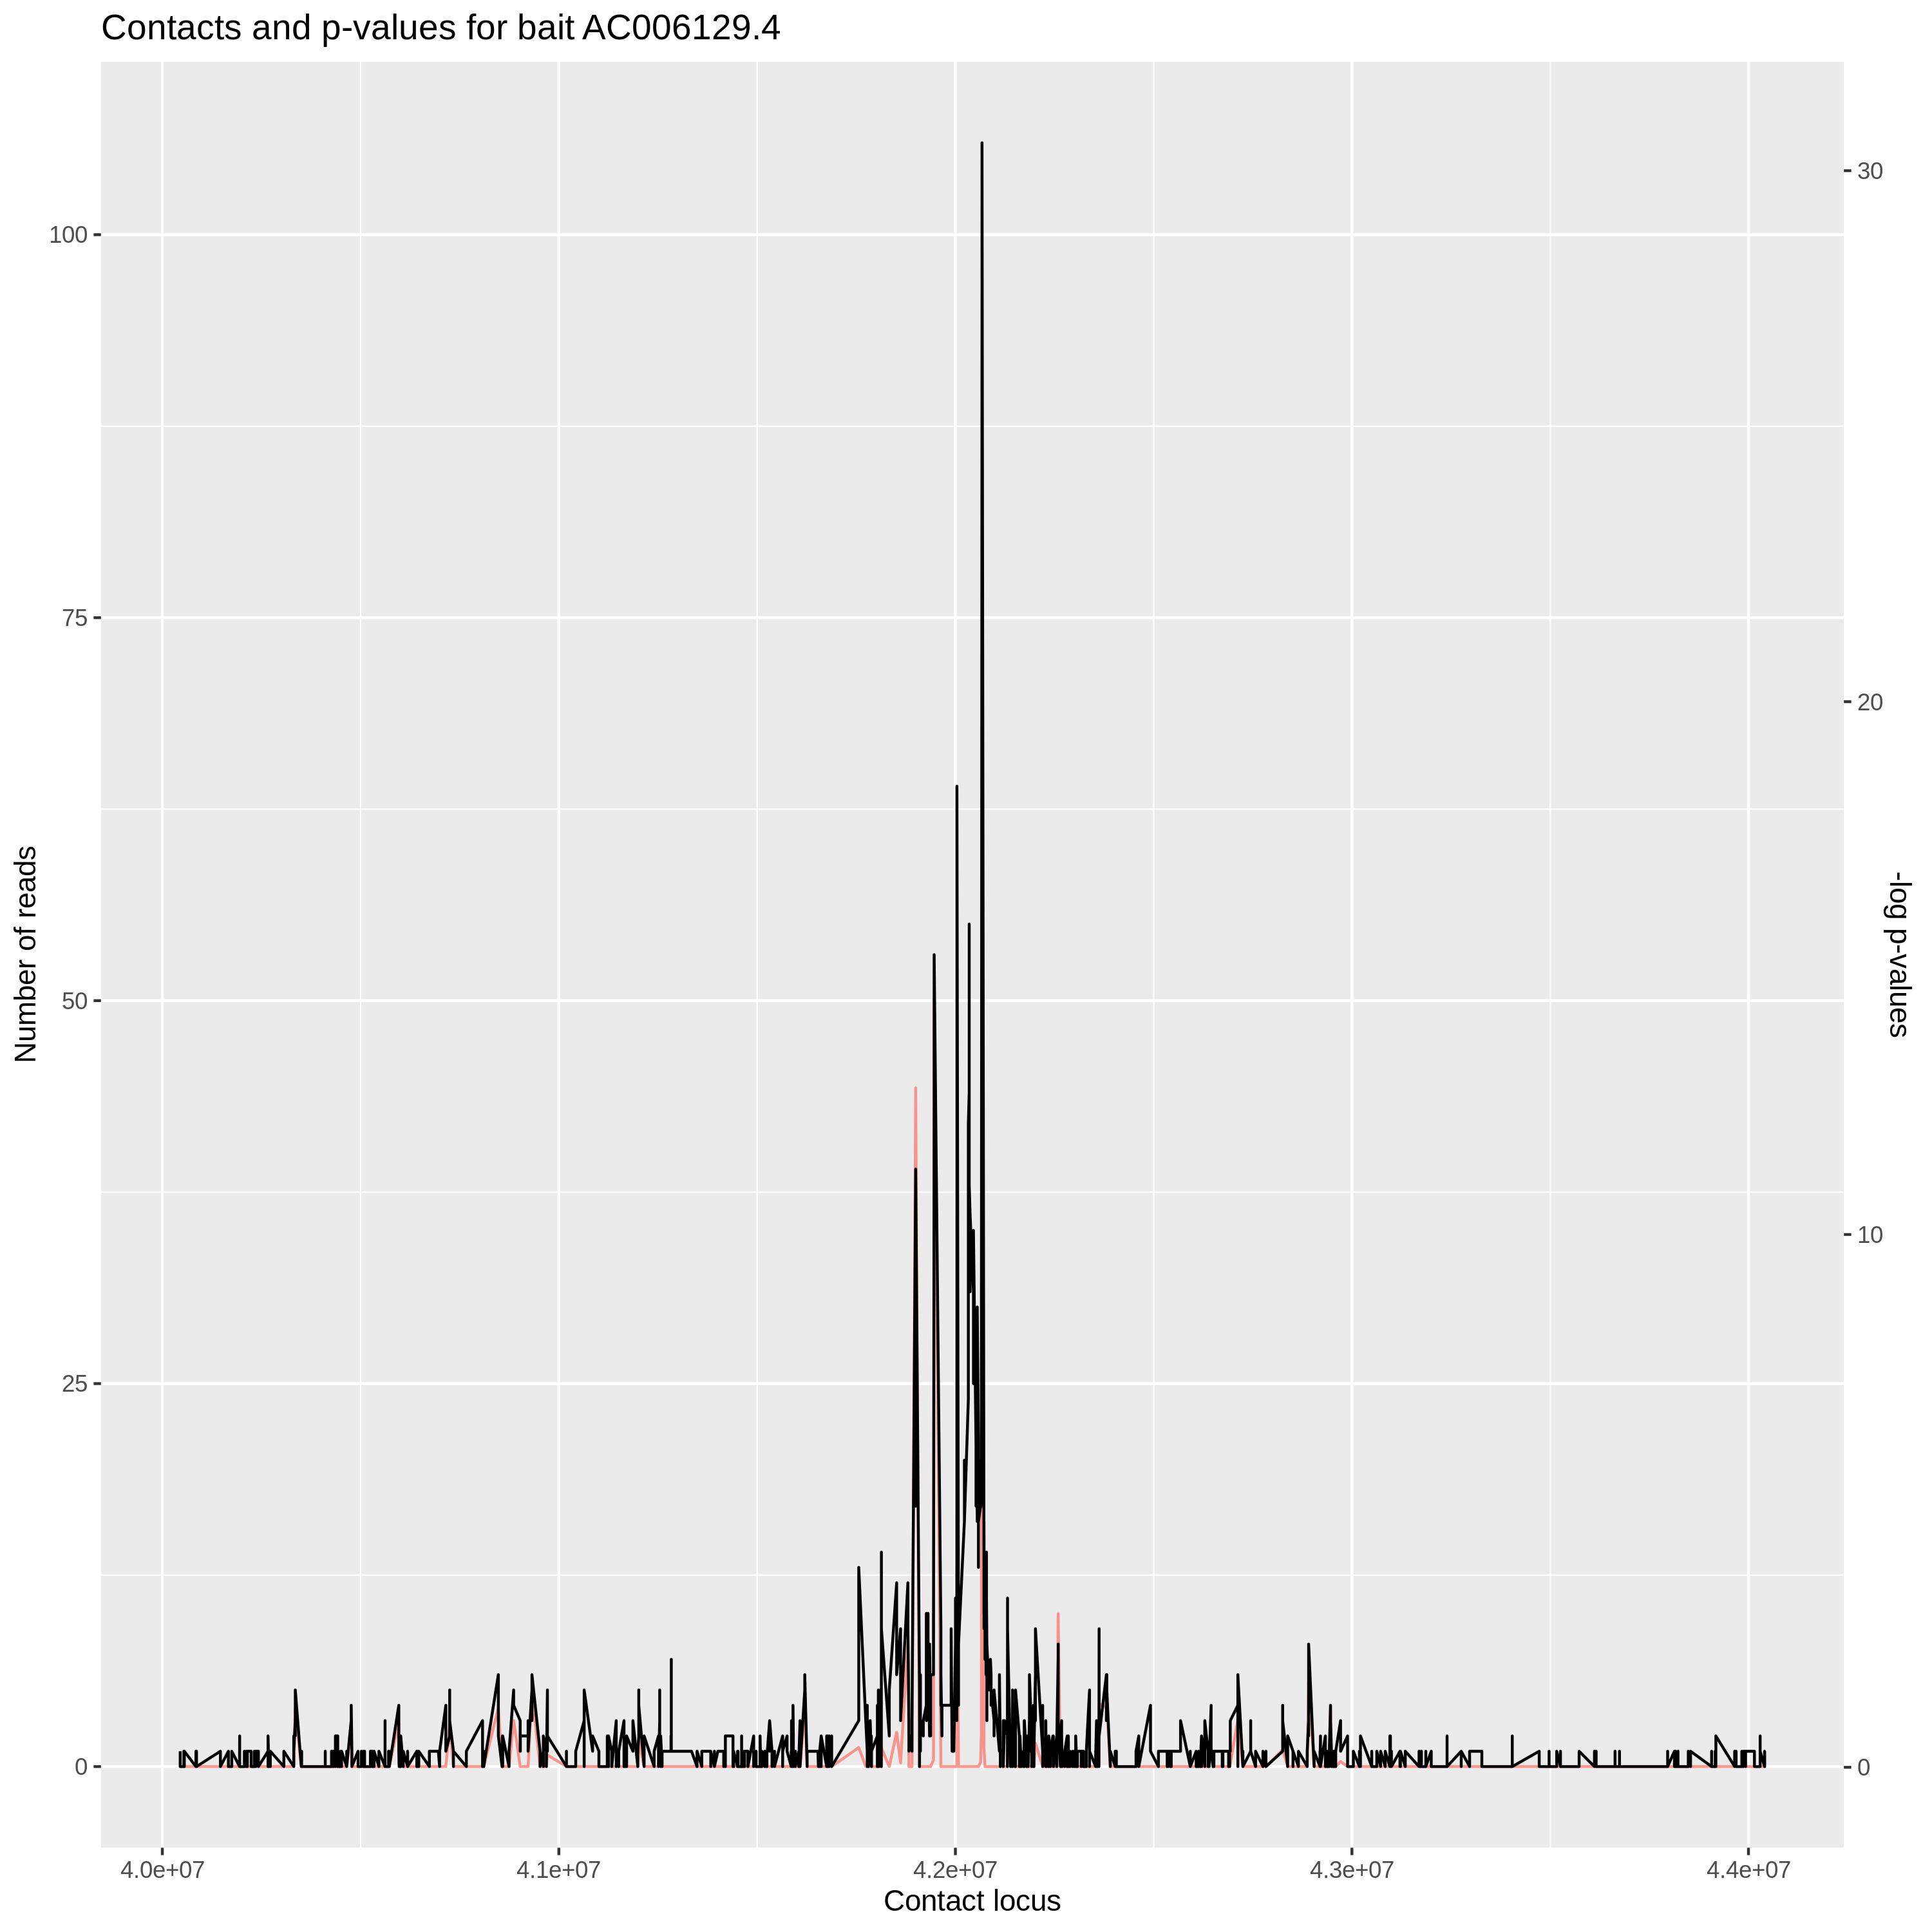 Contacts and p-values for bait AC006129.4
100
75
50
25
0
30
20
10
0
Number of reads
-log p-values
4.0e+07
4.1e+07
4.2e+07
4.3e+07
4.4e+07
Contact locus